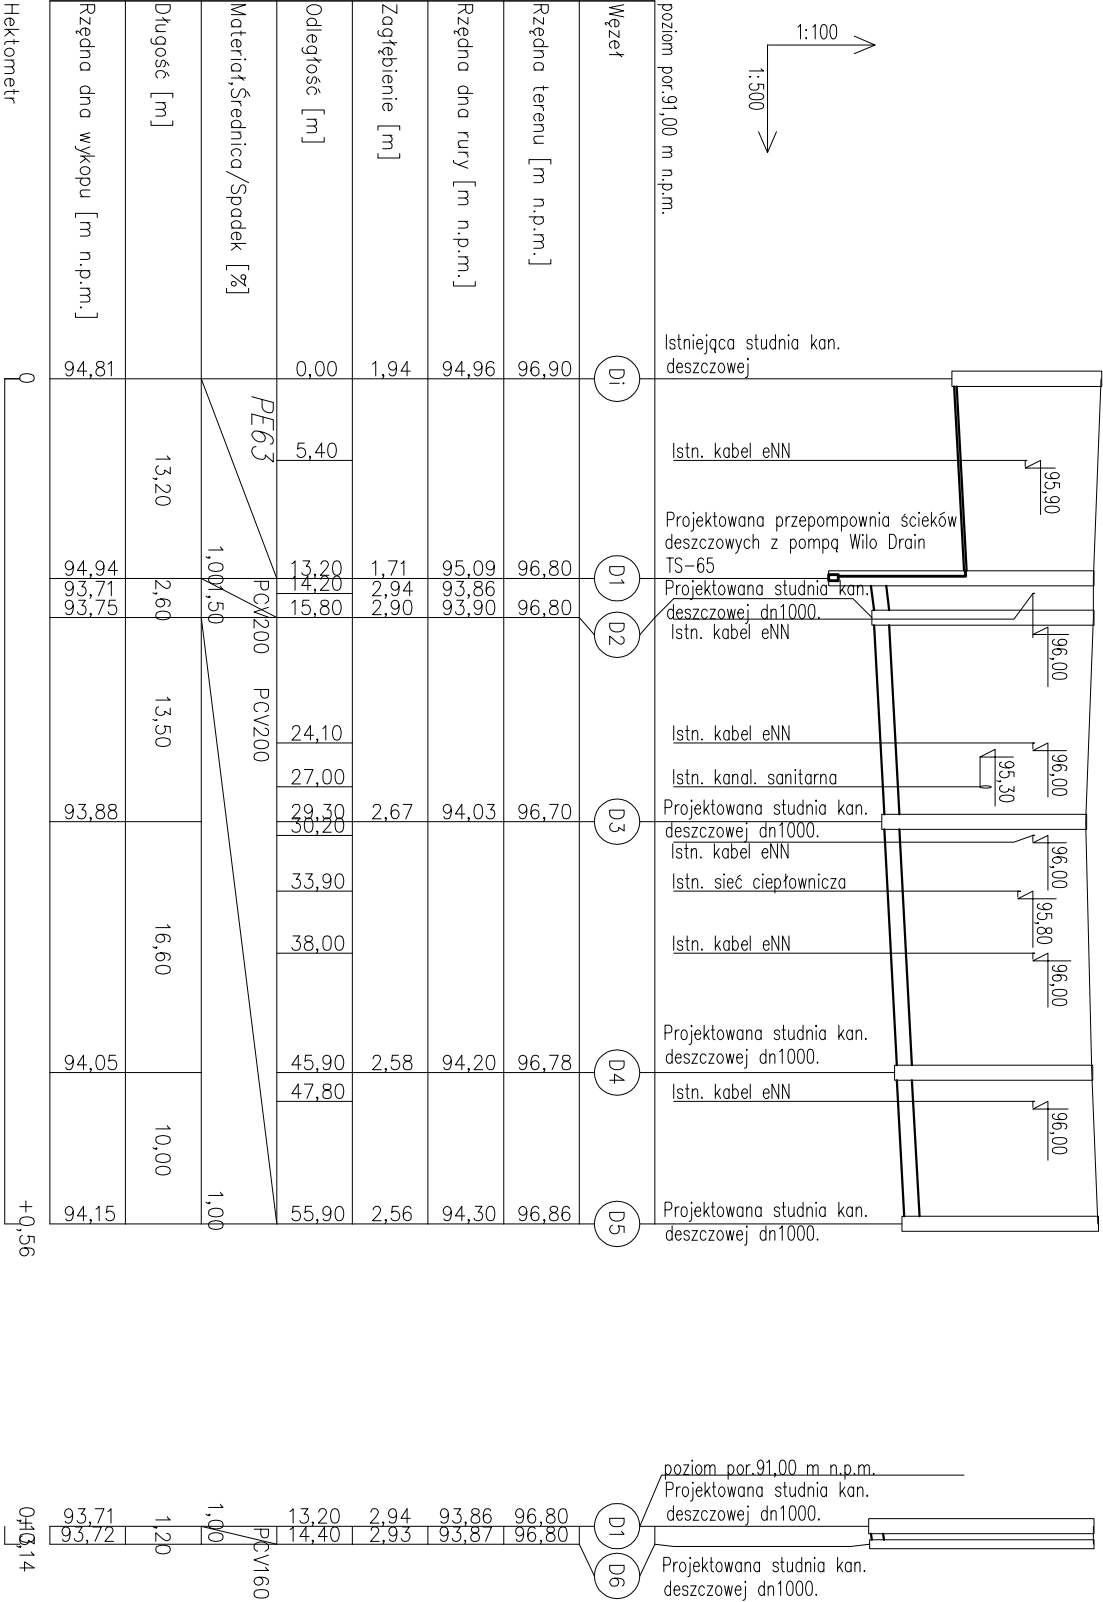 1:100
1:500
poziom por.91,00 m n.p.m.
Istniejąca studnia kan.
deszczowej
Istn. kabel eNN
95,90
Projektowana przepompownia ścieków
deszczowych z pompą Wilo Drain
TS-65
Projektowana studnia kan.
deszczowej dn1000.
Istn. kabel eNN
96,00
Istn. kabel eNN
96,00
Istn. kanal. sanitarna
95,30
Projektowana studnia kan.
deszczowej dn1000.
Istn. kabel eNN
96,00
Istn. sieć ciepłownicza
95,80
Istn. kabel eNN
96,00
Projektowana studnia kan.
deszczowej dn1000.
Istn. kabel eNN
96,00
Projektowana studnia kan.
deszczowej dn1000.
poziom por.91,00 m n.p.m.
Projektowana studnia kan.
deszczowej dn1000.
Projektowana studnia kan.
deszczowej dn1000.
Węzeł Di D1 D2 D3 D4 D5 D1 D6
Rzędna terenu [m n.p.m.] 96,90 96,80 96,80 96,70 96,78 96,86 96,80 96,80
Rzędna dna rury [m n.p.m.] 94,96 95,09 93,86 93,90 94,03 94,20 94,30 93,86 93,87
Zagłębienie [m] 1,94 1,71 2,94 2,90 2,67 2,58 2,56 2,94 2,93
Odległość [m] 0,00 5,40 13,20 14,20 15,80 24,10 27,00 29,30 30,20 33,90 38,00 45,90 47,80 55,90 13,20 14,40
Materiał,Średnica/Spadek [%] PE63 1,00 1,50 PCV200 PCV200 1,00 1,00 PCV160
Długość [m] 13,20 2,60 13,50 16,60 10,00 1,20
Rzędna dna wykopu [m n.p.m.] 94,81 94,94 93,71 93,75 93,88 94,05 94,15 93,71 93,72
Hektometr 0 +0,56